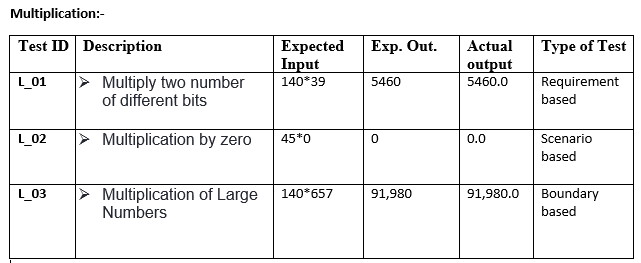 Multiplication:-
Test ID Description Expected Input Exp. Out. Actual output Type of Test
L_01 ➢ Multiply two number of different bits 140*39 5460 5460.0 Requirement based
L_02 ➢ Multiplication by zero 45*0 0 0.0 Scenario based
L_03 ➢ Multiplication of Large Numbers 140*657 91,980 91,980.0 Boundary based